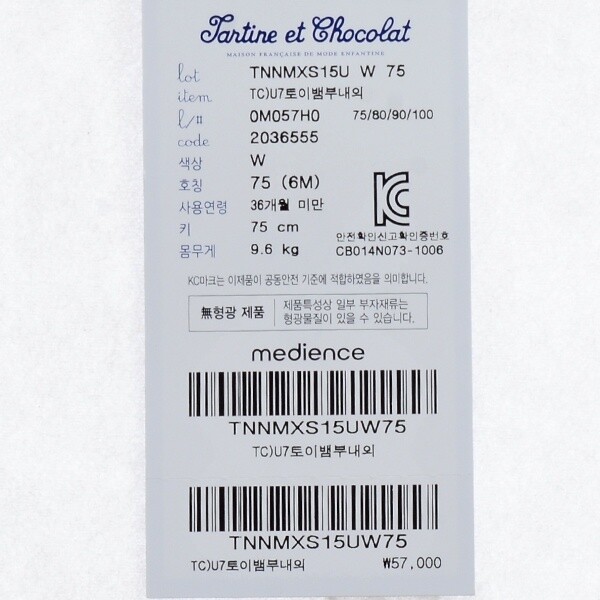 Tartine et Chocolat
MAISON FRANÇAISE DE MODE ENFANTINE
lot TNNMXS15U W 75
item TC)U7토이뱀부내의
l/# 0M057H0 75/80/90/100
code 2036555
색상 W
호칭 75 (6M)
사용연령 36개월 미만
키 75 cm
몸무게 9.6 kg
안전확인신고확인증번호
CB014N073-1006
KC마크는 이제품이 공동안전 기준에 적합하였음을 의미합니다.
無형광 제품
제품특성상 일부 부자재류는
형광물질이 있을 수 있습니다.
medience
TNNMXS15UW75
TC)U7토이뱀부내의
TNNMXS15UW75
TC)U7토이뱀부내의 ₩57,000